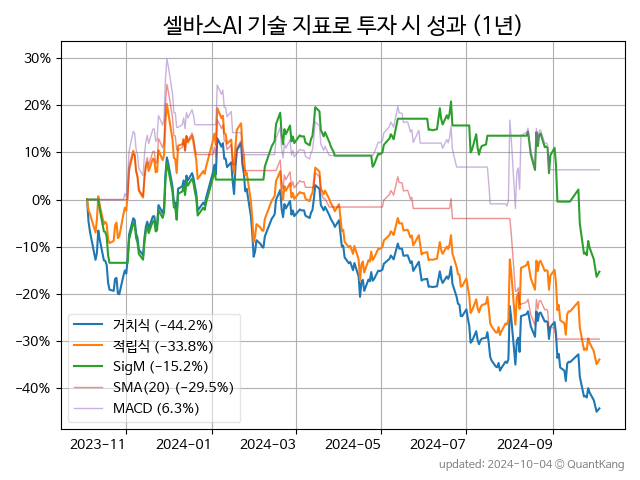 셀바스AI 기술 지표로 투자 시 성과 (1년)
30%
20%
10%
0%
−10%
−20%
−30%
−40%
거치식 (−44.2%)
적립식 (−33.8%)
SigM (−15.2%)
SMA(20) (−29.5%)
MACD (6.3%)
2023-11 2024-01 2024-03 2024-05 2024-07 2024-09
updated: 2024-10-04 ⓒ QuantKang